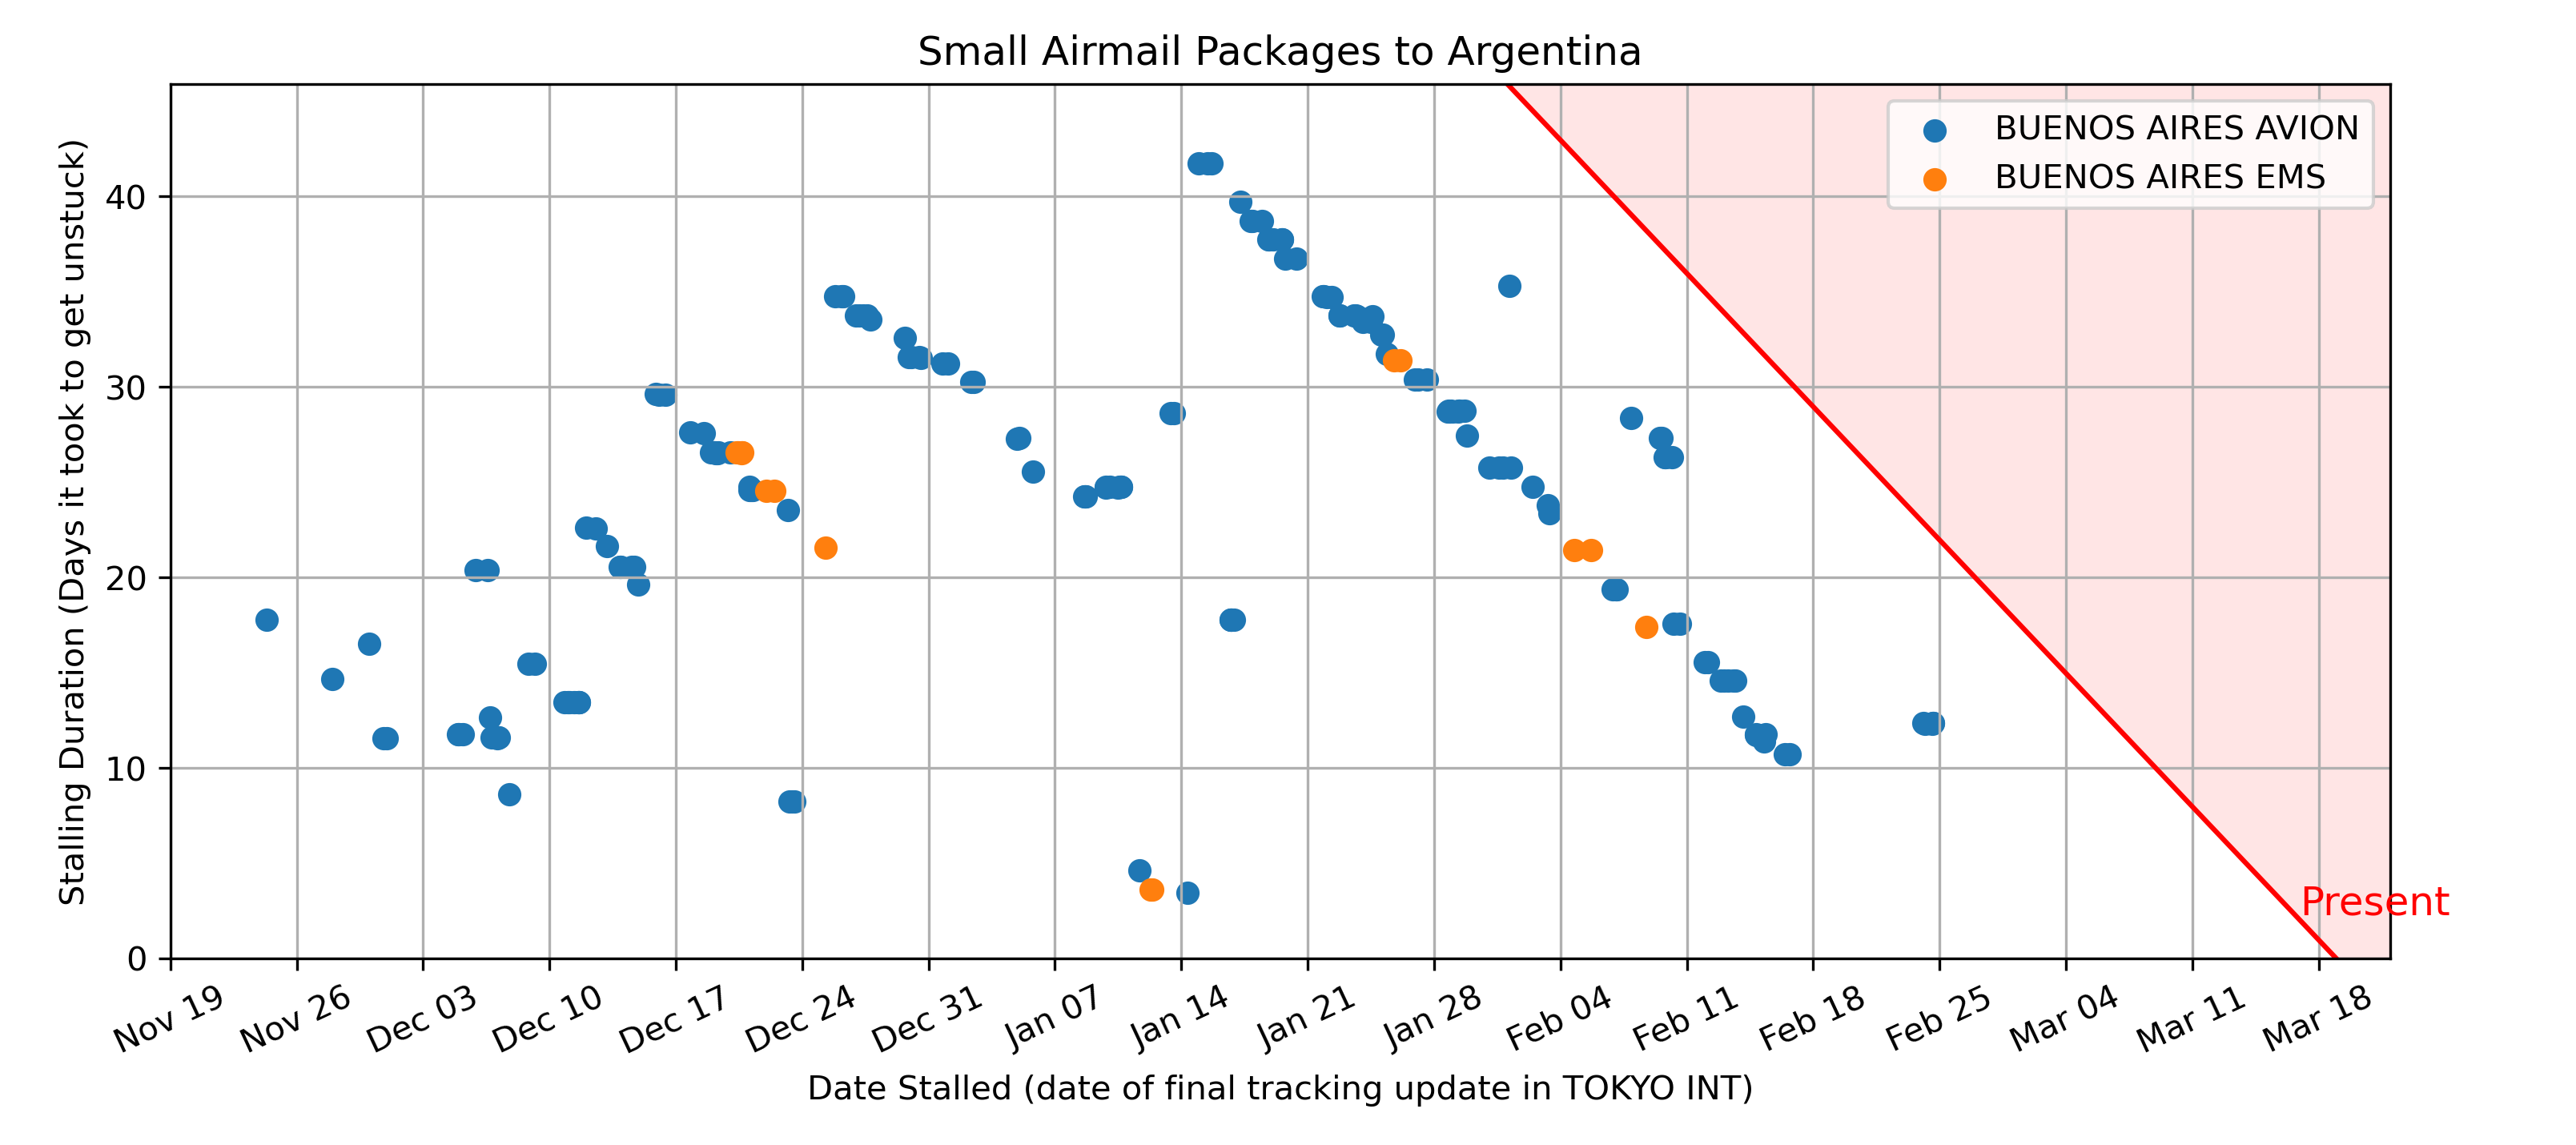 Small Airmail Packages to Argentina
Stalling Duration (Days it took to get unstuck)
40
30
20
10
0
BUENOS AIRES AVION
BUENOS AIRES EMS
Present
Nov 19
Nov 26
Dec 03
Dec 10
Dec 17
Dec 24
Dec 31
Jan 07
Jan 14
Jan 21
Jan 28
Feb 04
Feb 11
Feb 18
Feb 25
Mar 04
Mar 11
Mar 18
Date Stalled (date of final tracking update in TOKYO INT)